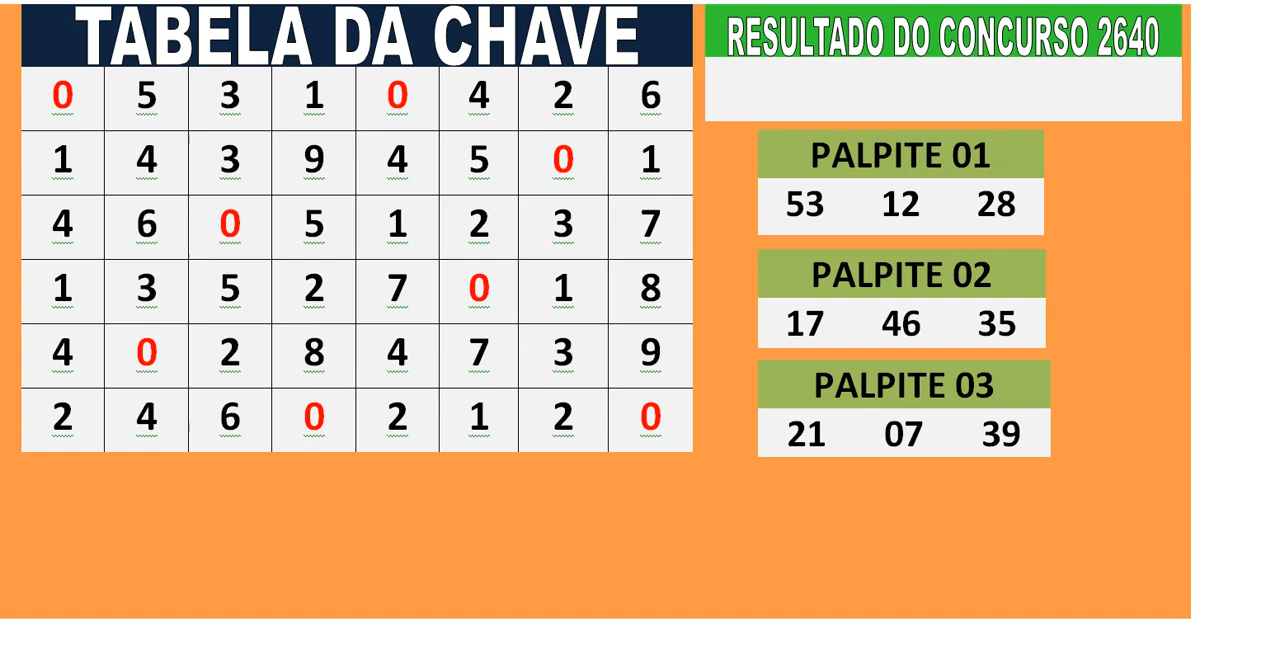 TABELA DA CHAVE
0 5 3 1 0 4 2 6
1 4 3 9 4 5 0 1
4 6 0 5 1 2 3 7
1 3 5 2 7 0 1 8
4 0 2 8 4 7 3 9
2 4 6 0 2 1 2 0
RESULTADO DO CONCURSO 2640
PALPITE 01
53 12 28
PALPITE 02
17 46 35
PALPITE 03
21 07 39